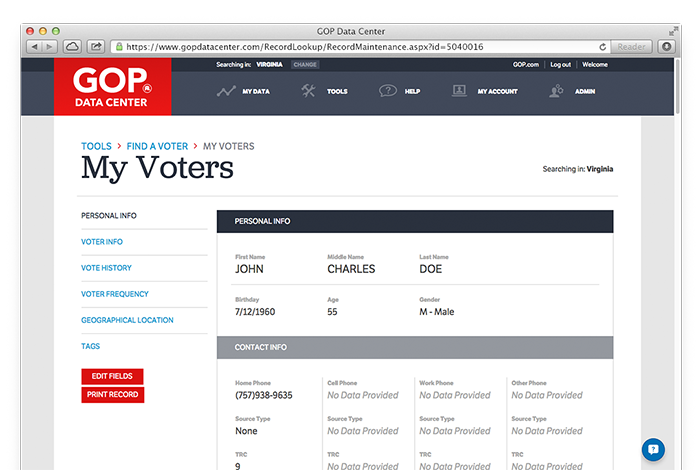 GOP Data Center
https://www.gopdatacenter.com/RecordLookup/RecordMaintenance.aspx?id=5040016
Reader
GOP
DATA CENTER
Searching in: VIRGINIA CHANGE
GOP.com Log out Welcome
MY DATA TOOLS HELP MY ACCOUNT ADMIN
TOOLS > FIND A VOTER > MY VOTERS
My Voters
Searching in: Virginia
PERSONAL INFO
VOTER INFO
VOTE HISTORY
VOTER FREQUENCY
GEOGRAPHICAL LOCATION
TAGS
EDIT FIELDS
PRINT RECORD
PERSONAL INFO
First Name Middle Name Last Name
JOHN CHARLES DOE
Birthday Age Gender
7/12/1960 55 M - Male
CONTACT INFO
Home Phone Cell Phone Work Phone Other Phone
(757)938-9635 No Data Provided No Data Provided No Data Provided
Source Type Source Type Source Type Source Type
None No Data Provided No Data Provided No Data Provided
TRC TRC TRC TRC
9 No Data Provided No Data Provided No Data Provided